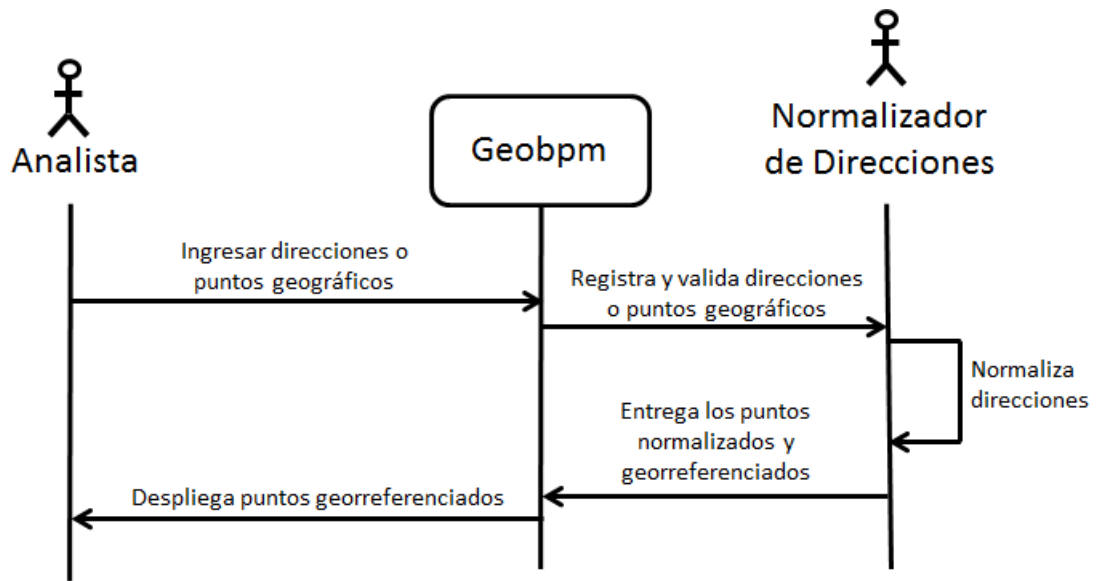 Analista
Geobpm
Normalizador
de Direcciones
Ingresar direcciones o
puntos geográficos
Registra y valida direcciones
o puntos geográficos
Normaliza
direcciones
Entrega los puntos
normalizados y
georreferenciados
Despliega puntos georreferenciados